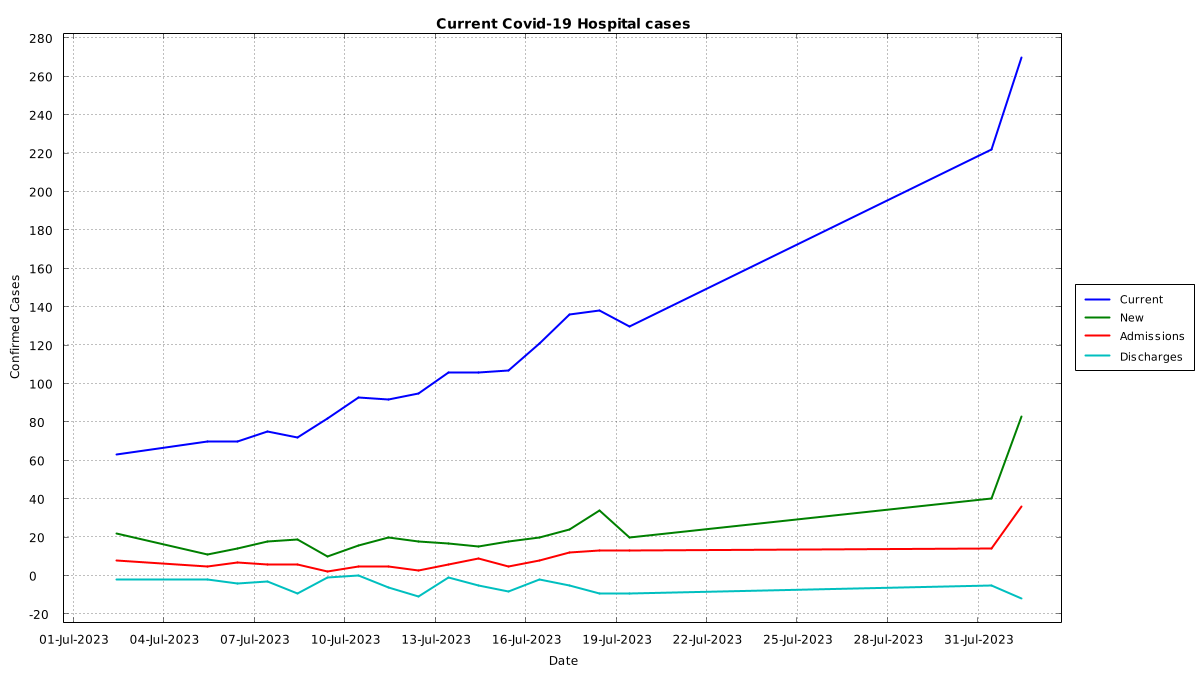 Current Covid-19 Hospital cases
280
260
240
220
200
180
160
140
120
100
80
60
40
20
0
-20
Confirmed Cases
01-Jul-2023 04-Jul-2023 07-Jul-2023 10-Jul-2023 13-Jul-2023 16-Jul-2023 19-Jul-2023 22-Jul-2023 25-Jul-2023 28-Jul-2023 31-Jul-2023
Date
Current
New
Admissions
Discharges